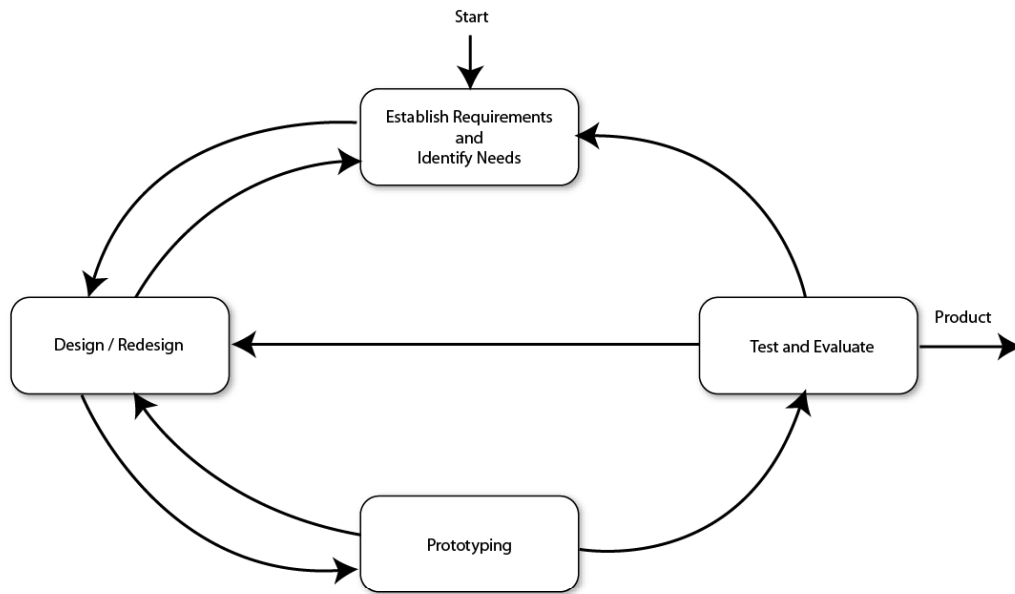 Start
Establish Requirements
and
Identify Needs
Design / Redesign
Test and Evaluate
Product
Prototyping